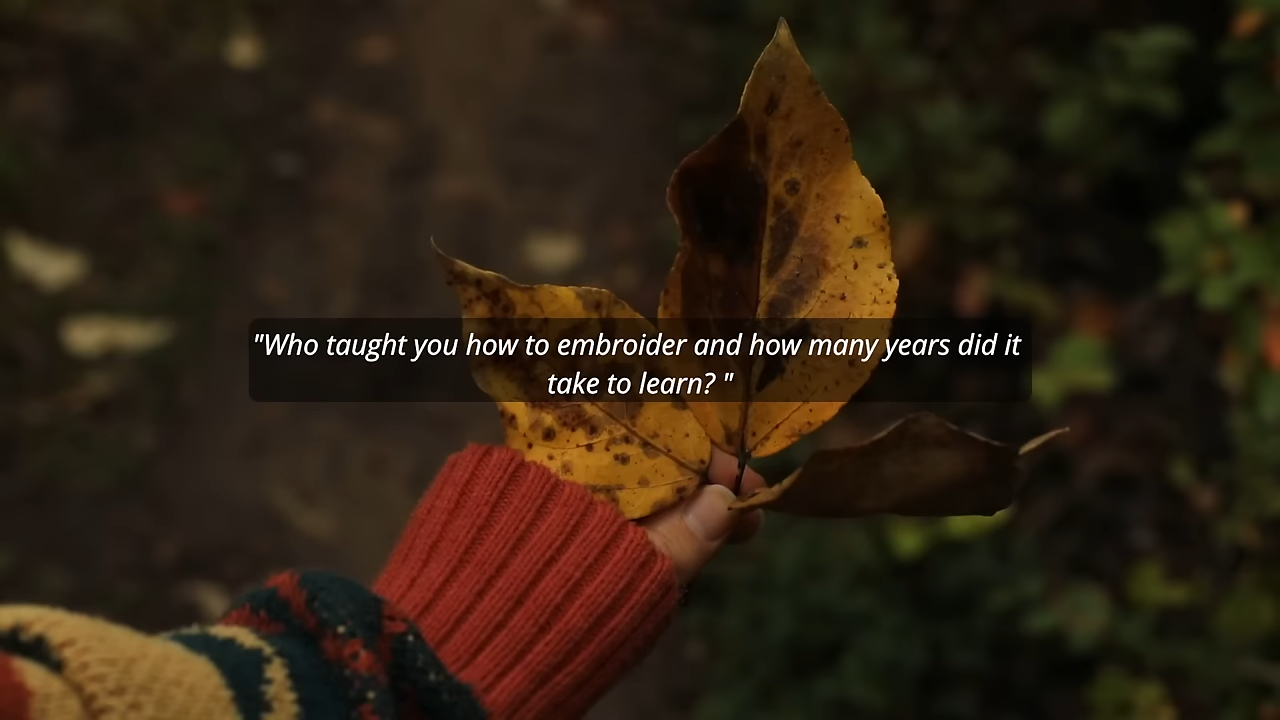 "Who taught you how to embroider and how many years did it
take to learn? "